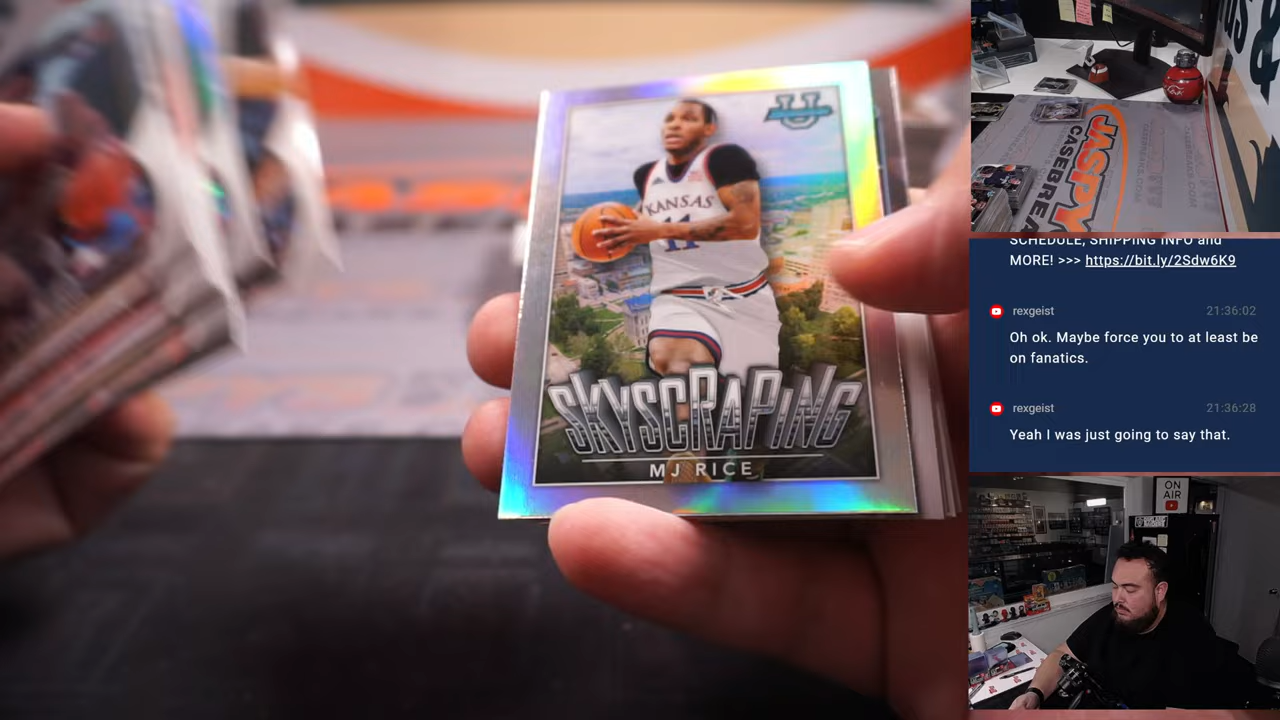 U
KANSAS
11
SKYSCRAPING
MJ RICE
JASPY
CASEBREA
SCHEDULE, SHIPPING INFO and
MORE! >>> https://bit.ly/2Sdw6K9
rexgeist
21:36:02
Oh ok. Maybe force you to at least be
on fanatics.
rexgeist
21:36:28
Yeah I was just going to say that.
ON
AIR